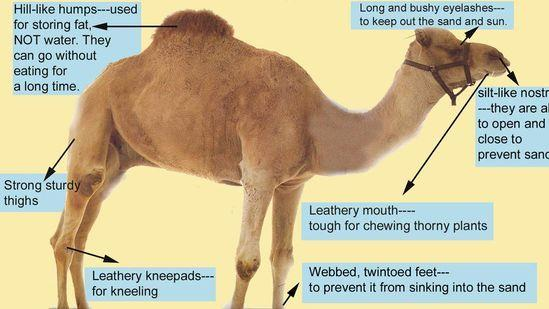 Hill-like humps---used
for storing fat,
NOT water. They
can go without
eating for
a long time.
Long and bushy eyelashes---
to keep out the sand and sun.
silt-like nostr
---they are al
to open and
close to
prevent sand
Strong sturdy
thighs
Leathery mouth----
tough for chewing thorny plants
Leathery kneepads---
for kneeling
Webbed, twintoed feet---
to prevent it from sinking into the sand